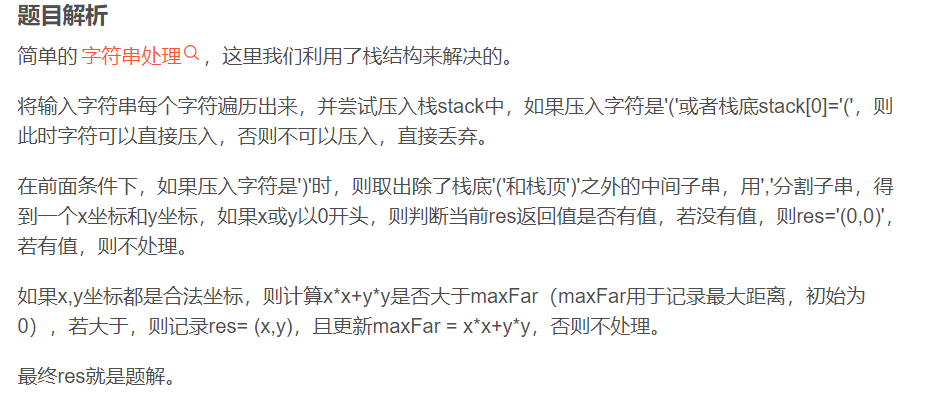 题目解析
简单的 字符串处理，这里我们利用了栈结构来解决的。
将输入字符串每个字符遍历出来，并尝试压入栈stack中，如果压入字符是'('或者栈底stack[0]='('，则
此时字符可以直接压入，否则不可以压入，直接丢弃。
在前面条件下，如果压入字符是')'时，则取出除了栈底'('和栈顶')'之外的中间子串，用','分割子串，得
到一个x坐标和y坐标，如果x或y以0开头，则判断当前res返回值是否有值，若没有值，则res='(0,0)'，
若有值，则不处理。
如果x,y坐标都是合法坐标，则计算x*x+y*y是否大于maxFar（maxFar用于记录最大距离，初始为
0），若大于，则记录res= (x,y)，且更新maxFar = x*x+y*y，否则不处理。
最终res就是题解。